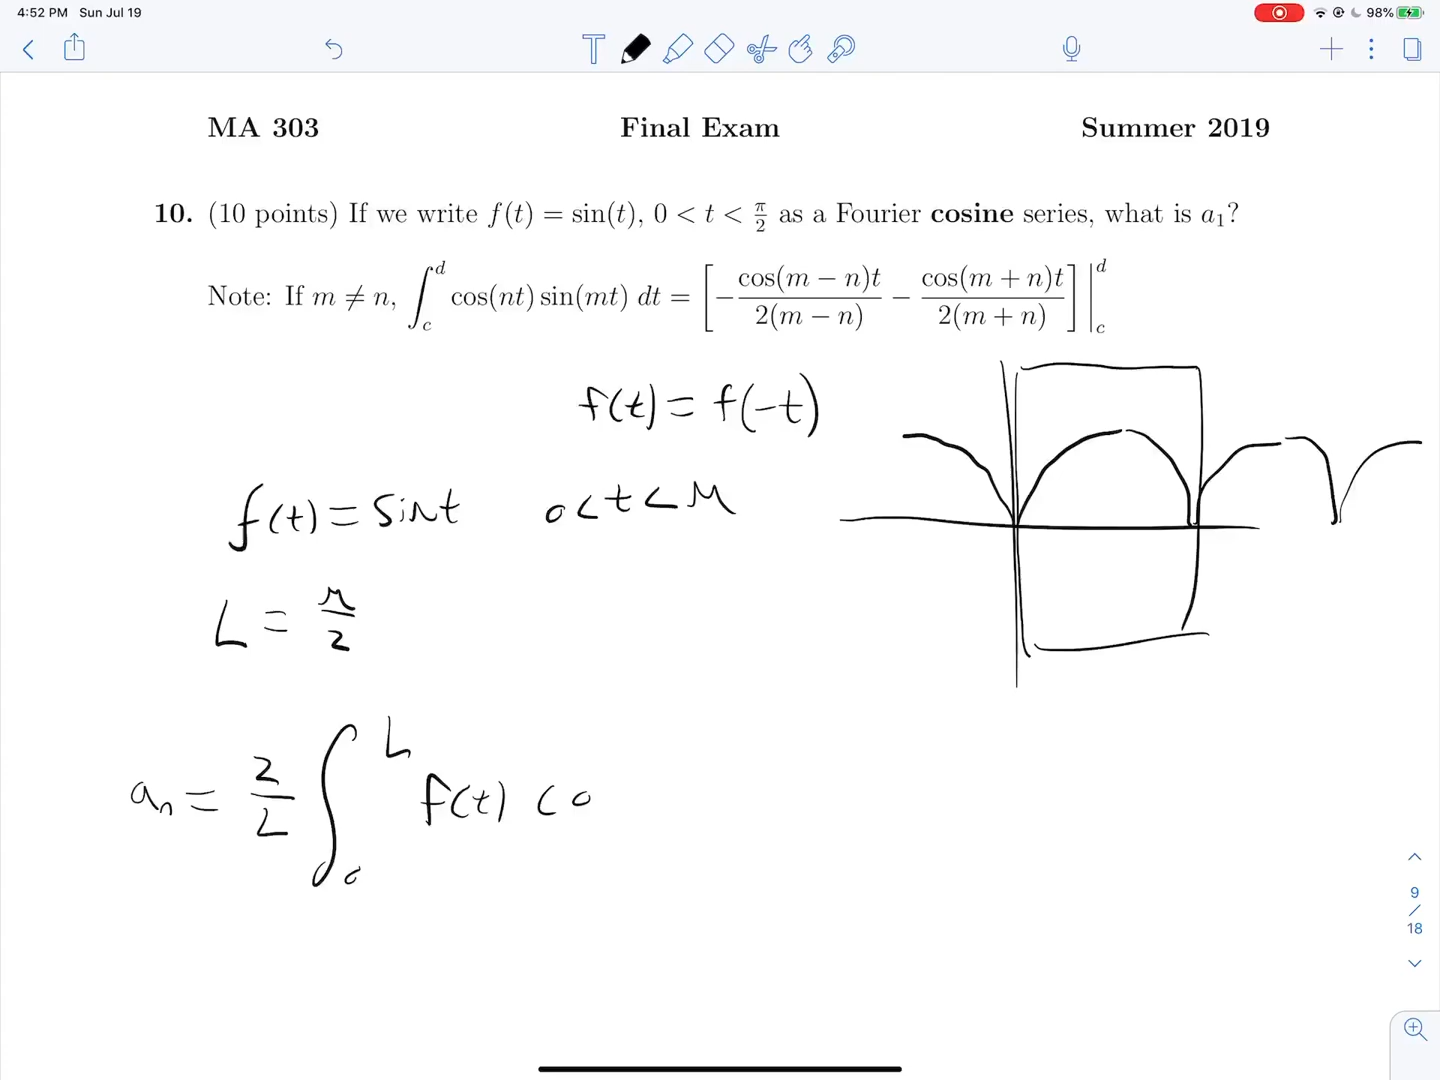 4:52 PM Sun Jul 19
98%
MA 303 Final Exam Summer 2019
10. (10 points) If we write f(t) = sin(t), 0 < t < π/2 as a Fourier cosine series, what is a₁?
Note: If m ≠ n, ∫_c^d cos(nt) sin(mt) dt = [−cos(m − n)t / 2(m − n) − cos(m + n)t / 2(m + n)] |_c^d
f(t) = f(-t)
f(t) = sint 0 < t < π
L = π/2
aₙ = 2/L ∫_0^L f(t) co
9
/
18